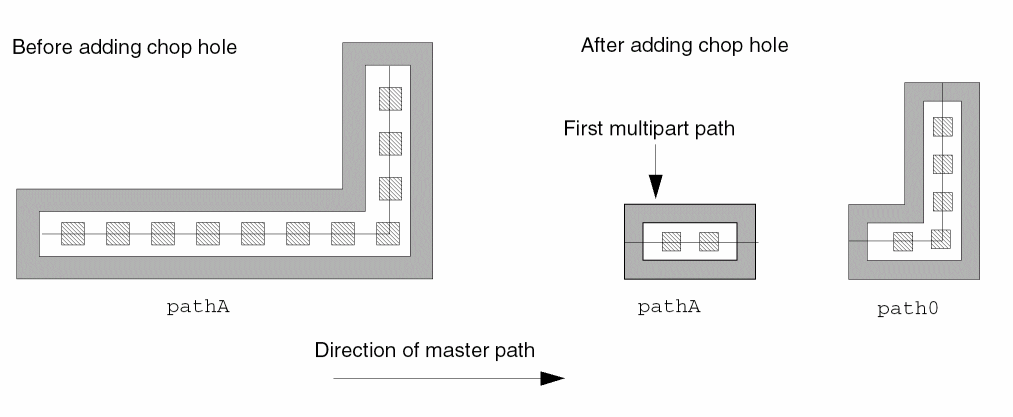 Before adding chop hole
After adding chop hole
First multipart path
pathA
pathA
path0
Direction of master path